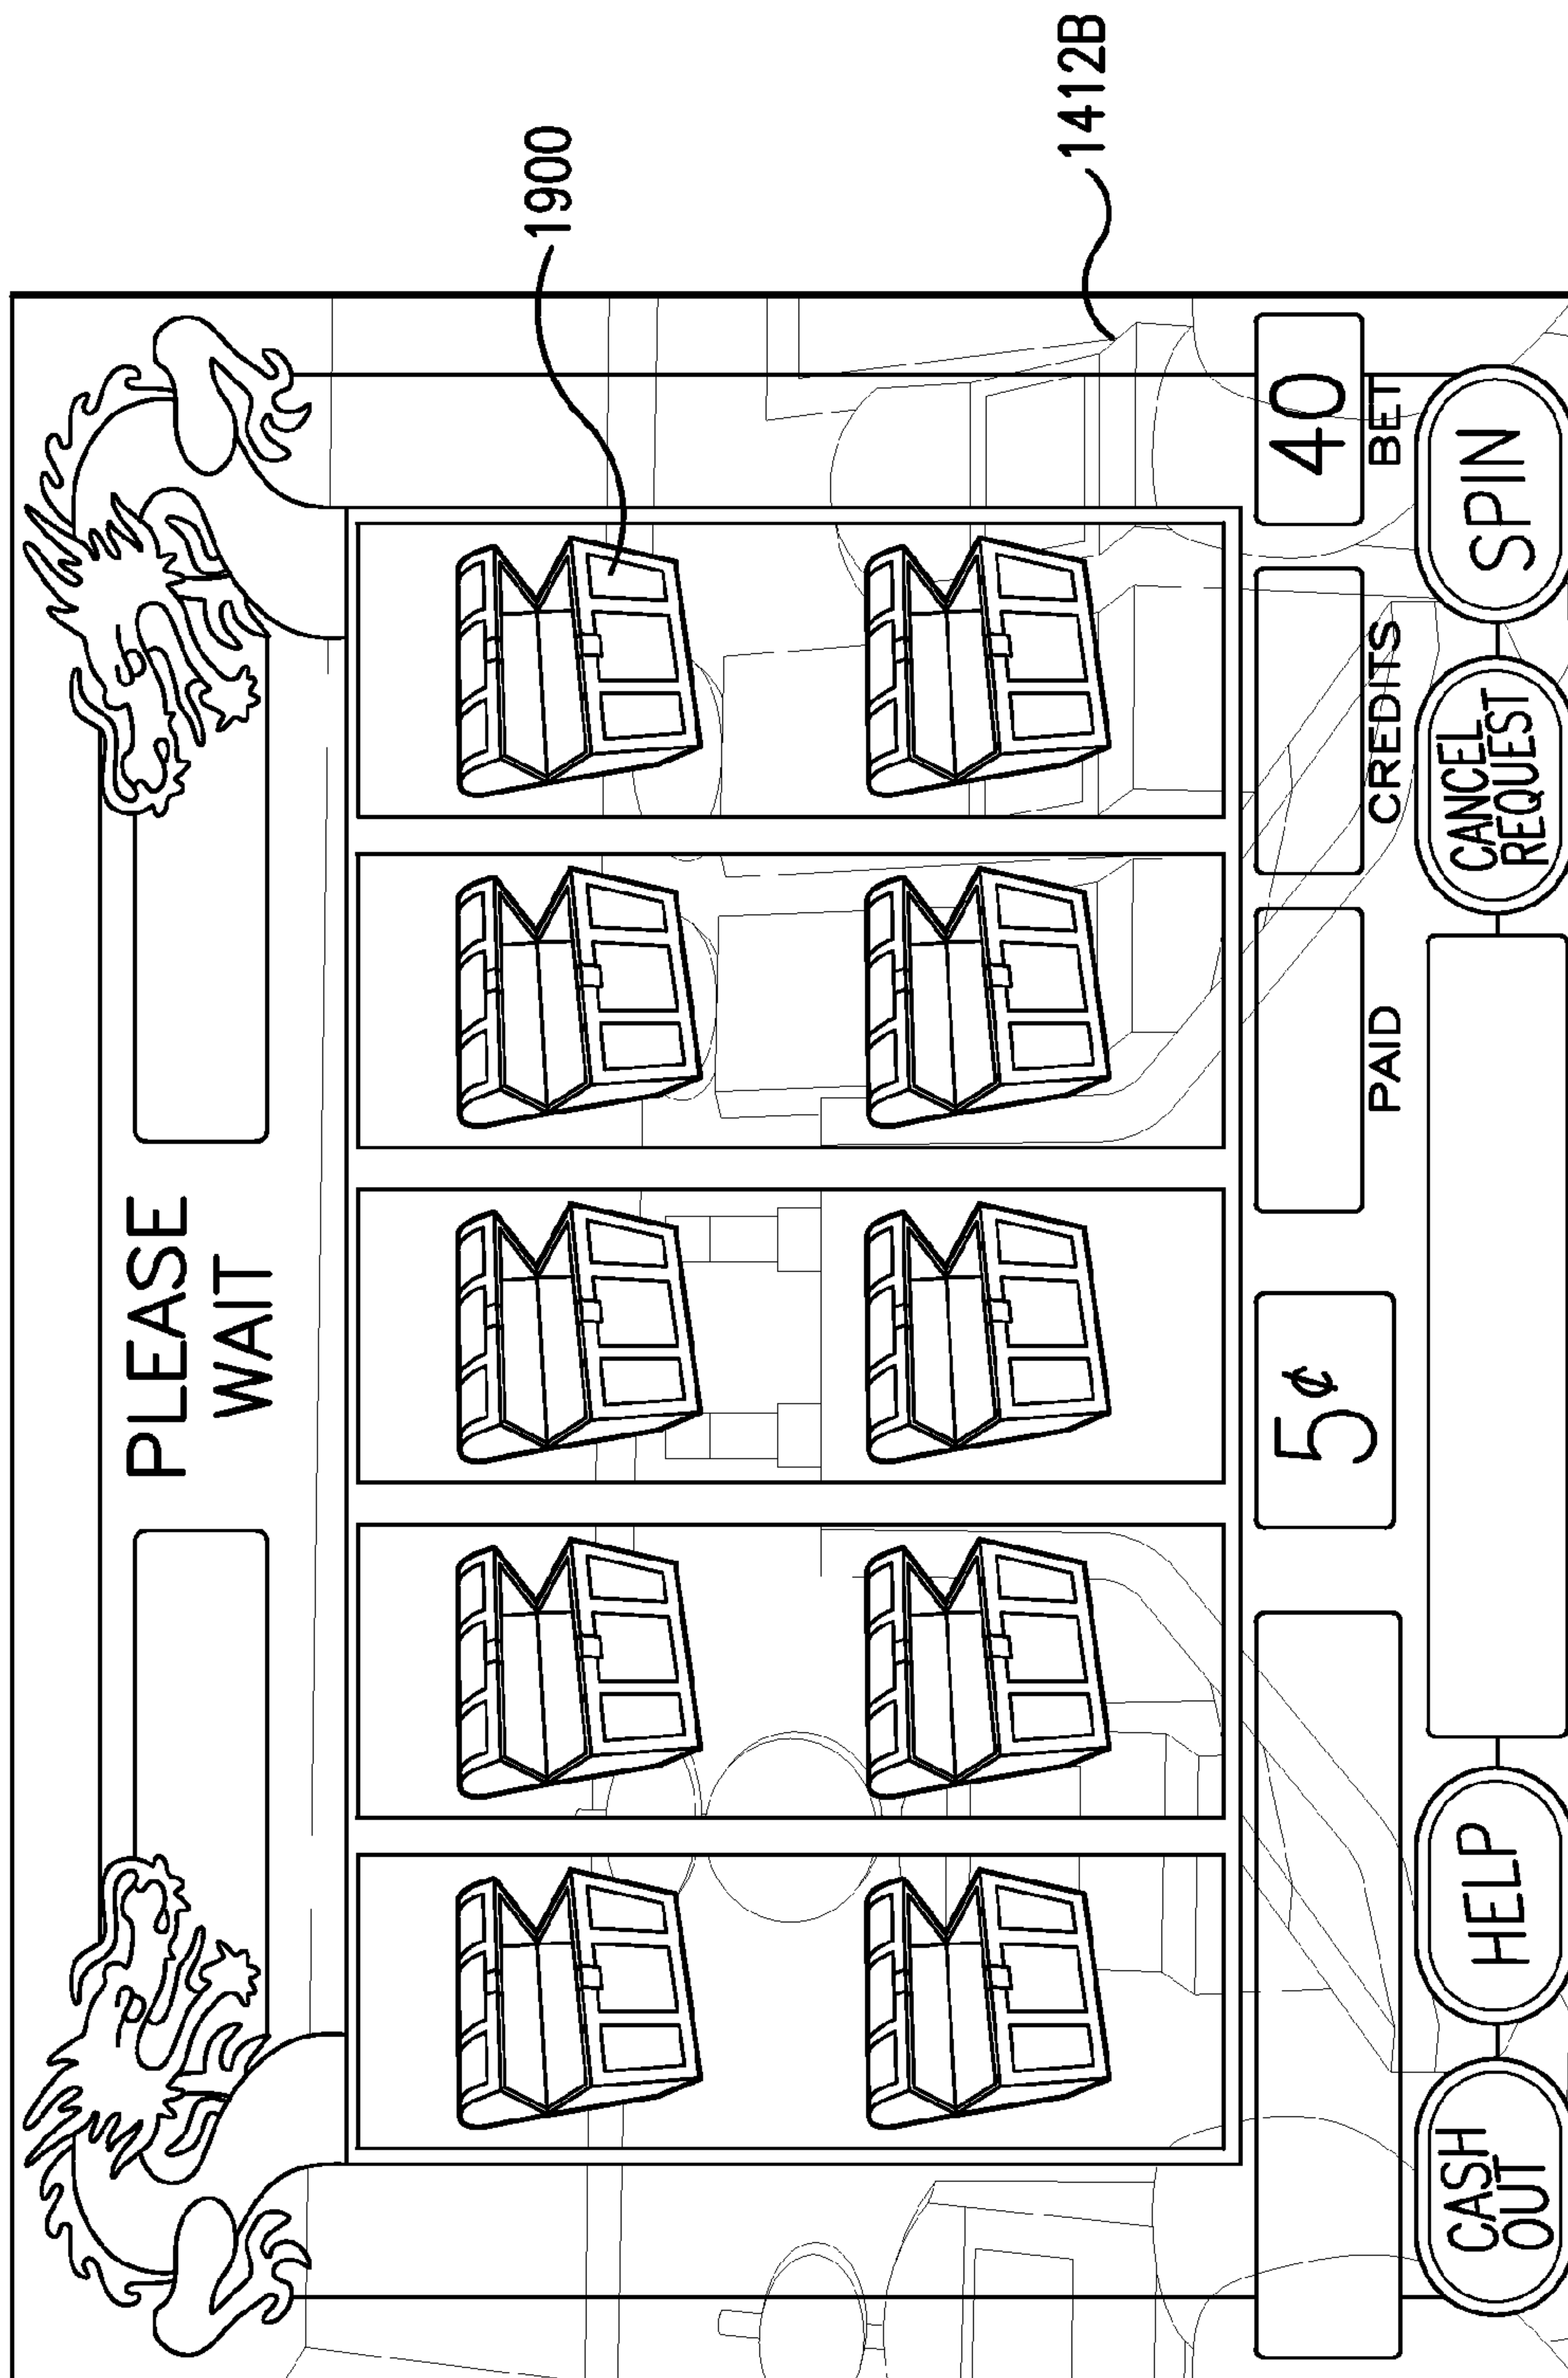 PLEASE
WAIT
1900
1412B
5¢
PAID
CREDITS
40
BET
CASH
OUT
HELP
CANCEL
REQUEST
SPIN